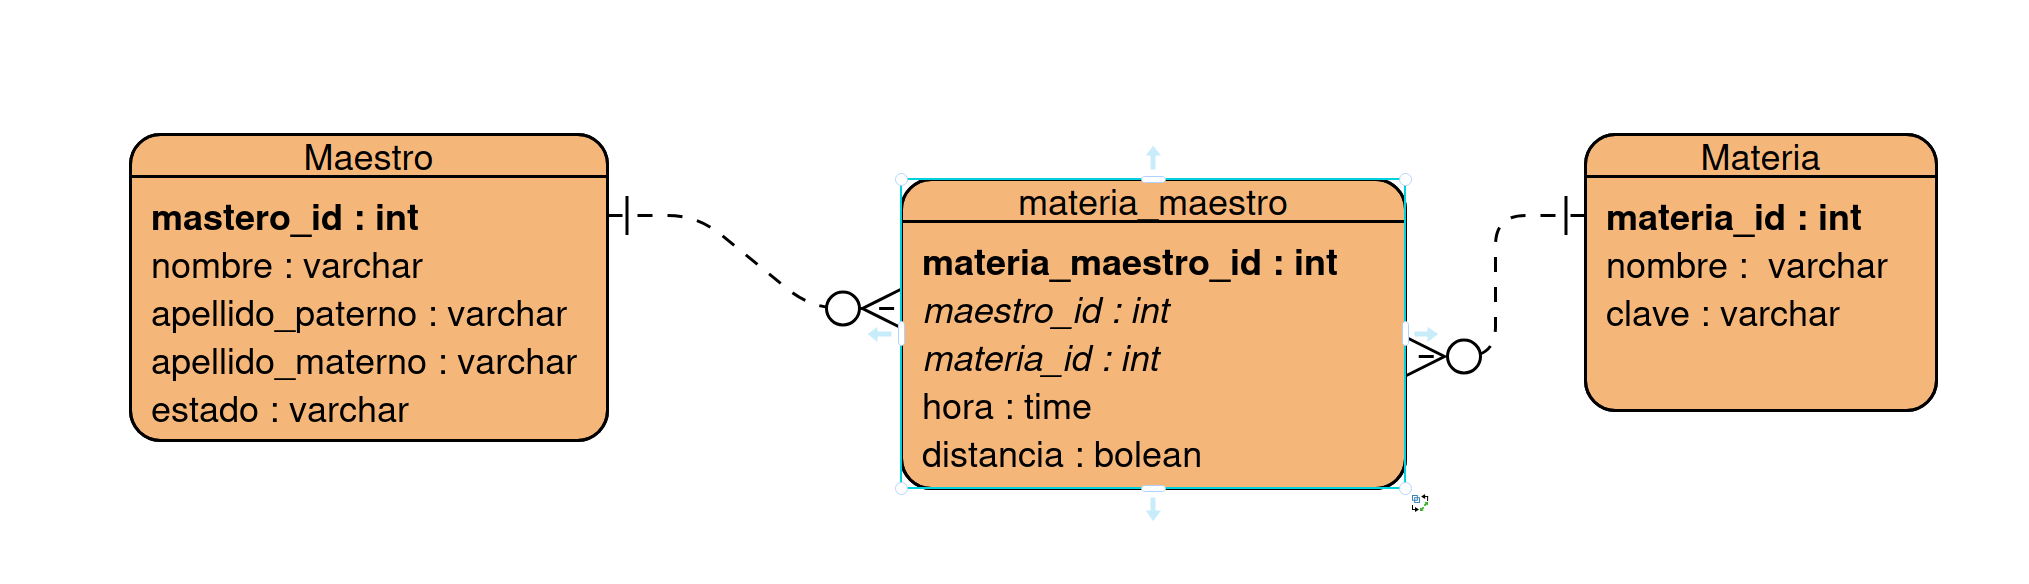 Maestro
mastero_id : int
nombre : varchar
apellido_paterno : varchar
apellido_materno : varchar
estado : varchar
materia_maestro
materia_maestro_id : int
maestro_id : int
materia_id : int
hora : time
distancia : bolean
Materia
materia_id : int
nombre :  varchar
clave : varchar